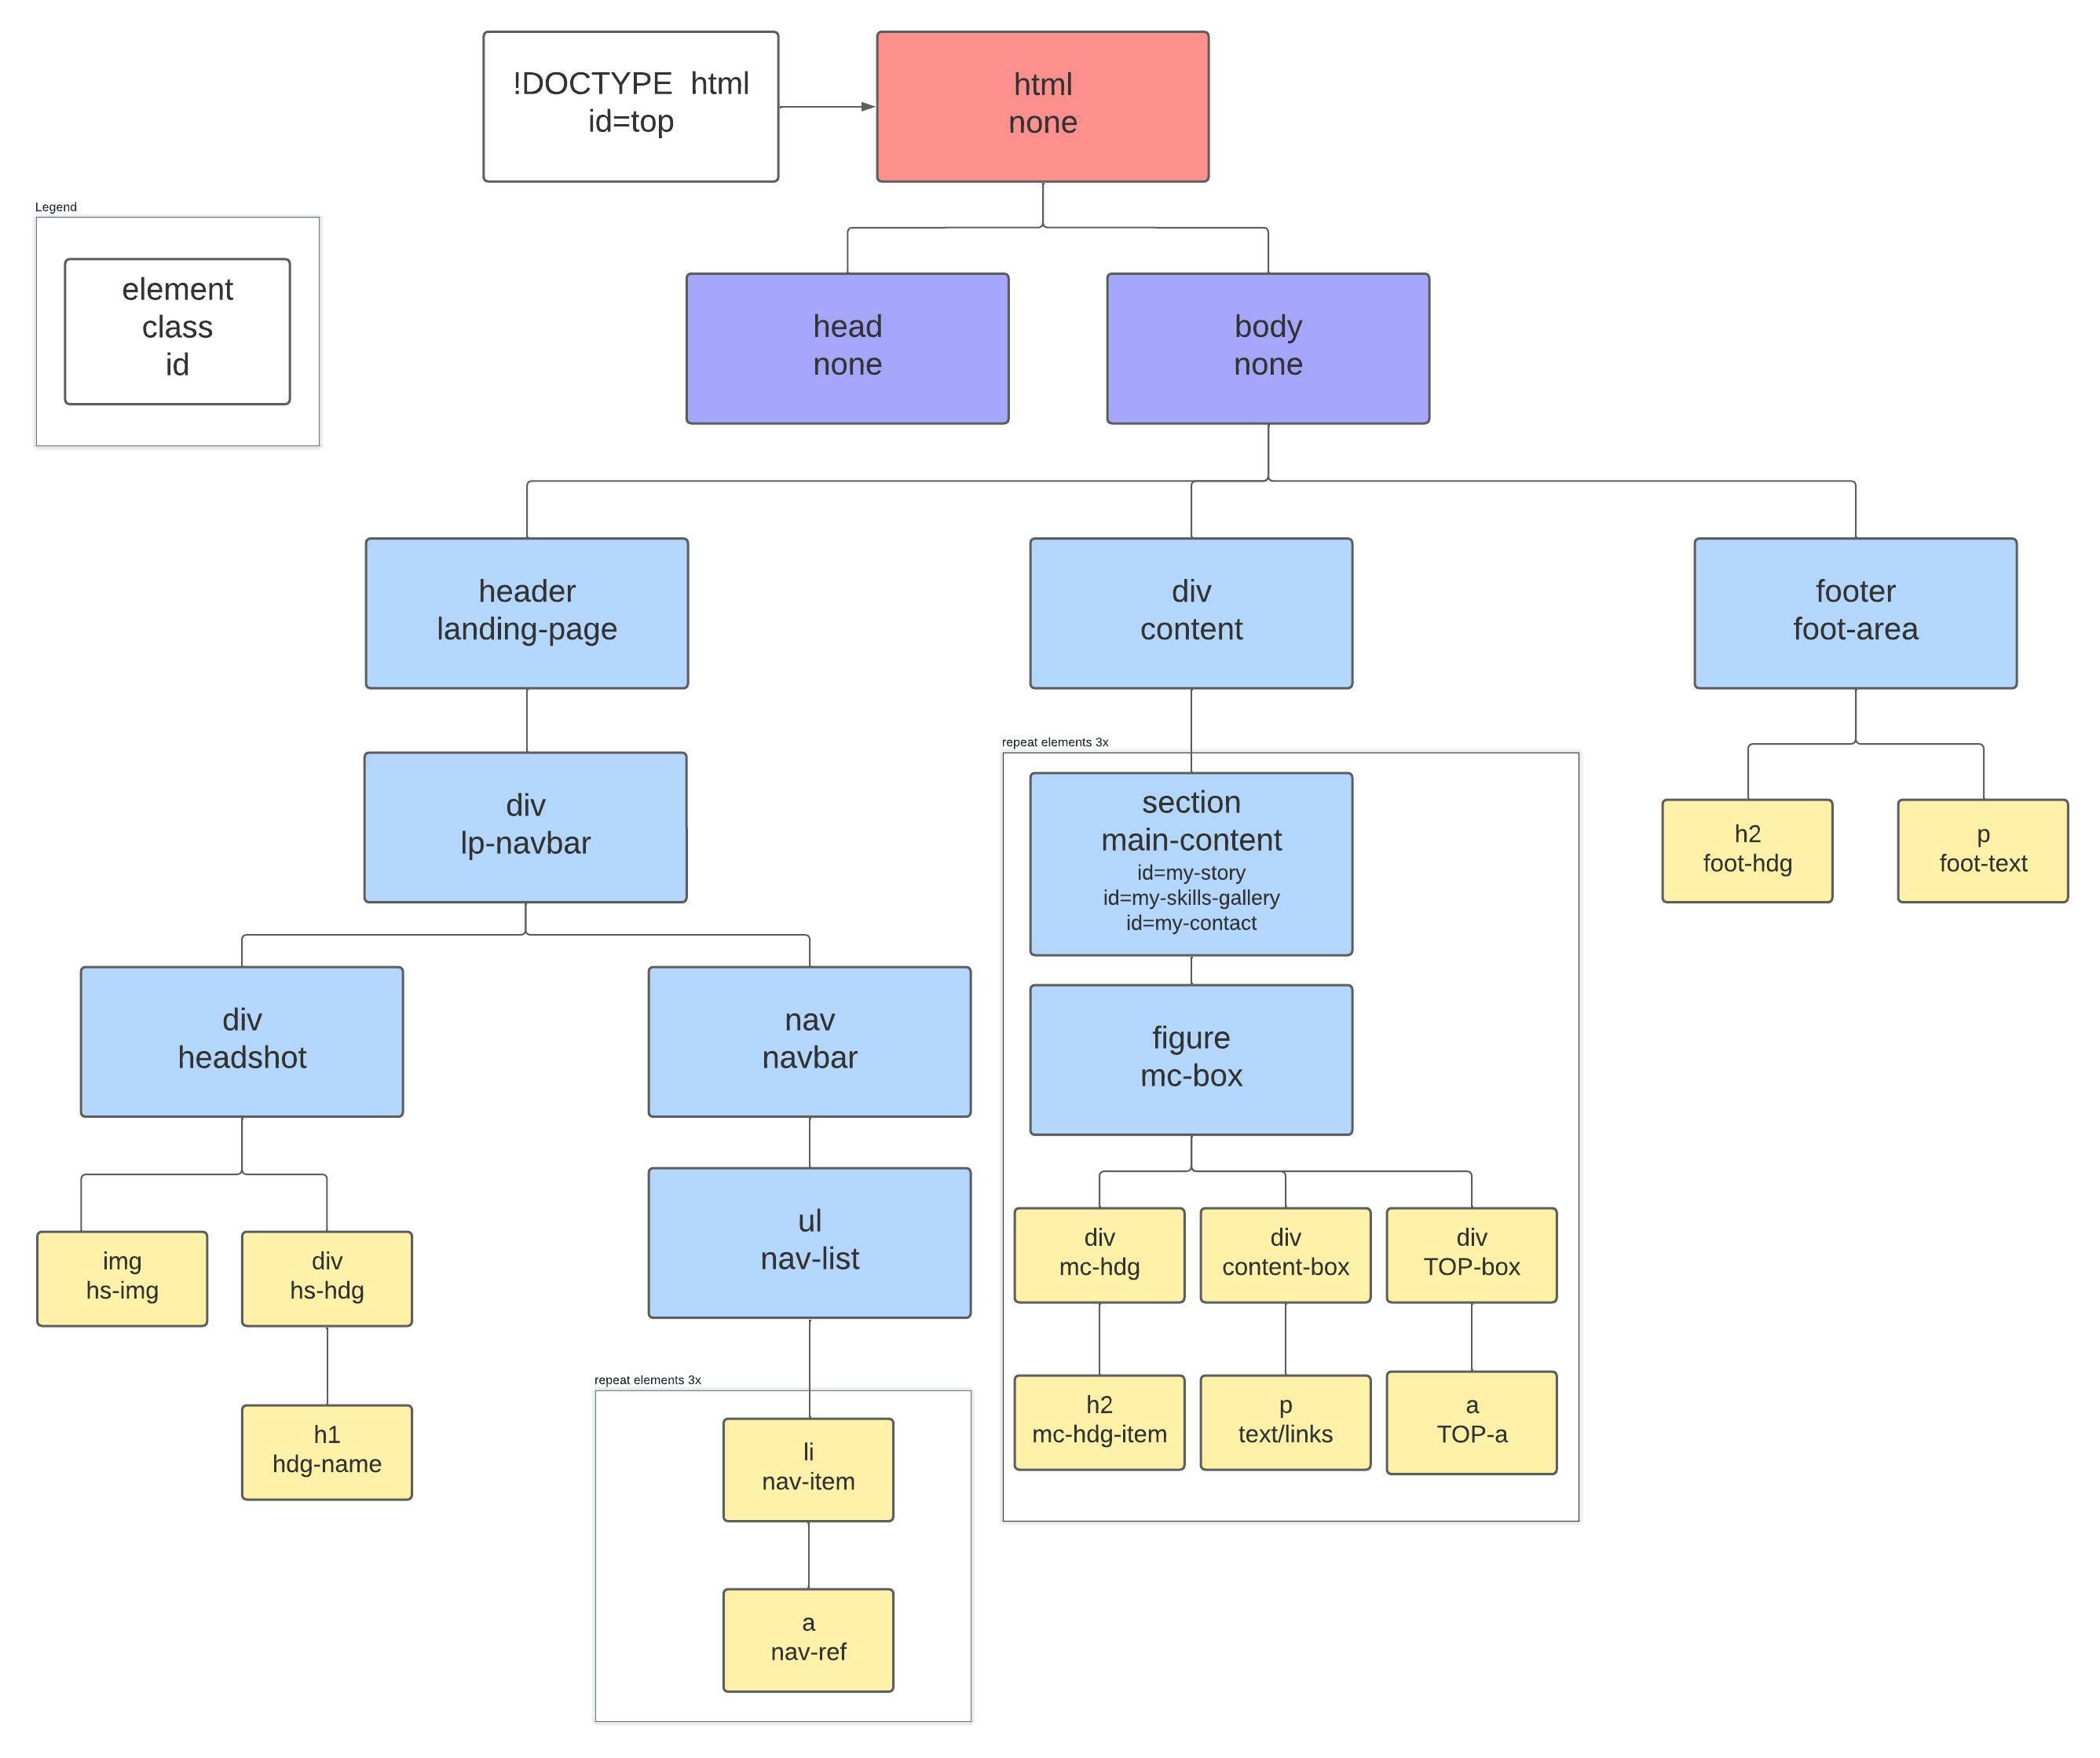 !DOCTYPE  html
id=top
html
none
Legend
element
class
id
head
none
body
none
header
landing-page
div
content
footer
foot-area
div
lp-navbar
repeat elements 3x
section
main-content
id=my-story
id=my-skills-gallery
id=my-contact
h2
foot-hdg
p
foot-text
div
headshot
nav
navbar
figure
mc-box
img
hs-img
div
hs-hdg
ul
nav-list
div
mc-hdg
div
content-box
div
TOP-box
h1
hdg-name
repeat elements 3x
li
nav-item
h2
mc-hdg-item
p
text/links
a
TOP-a
a
nav-ref